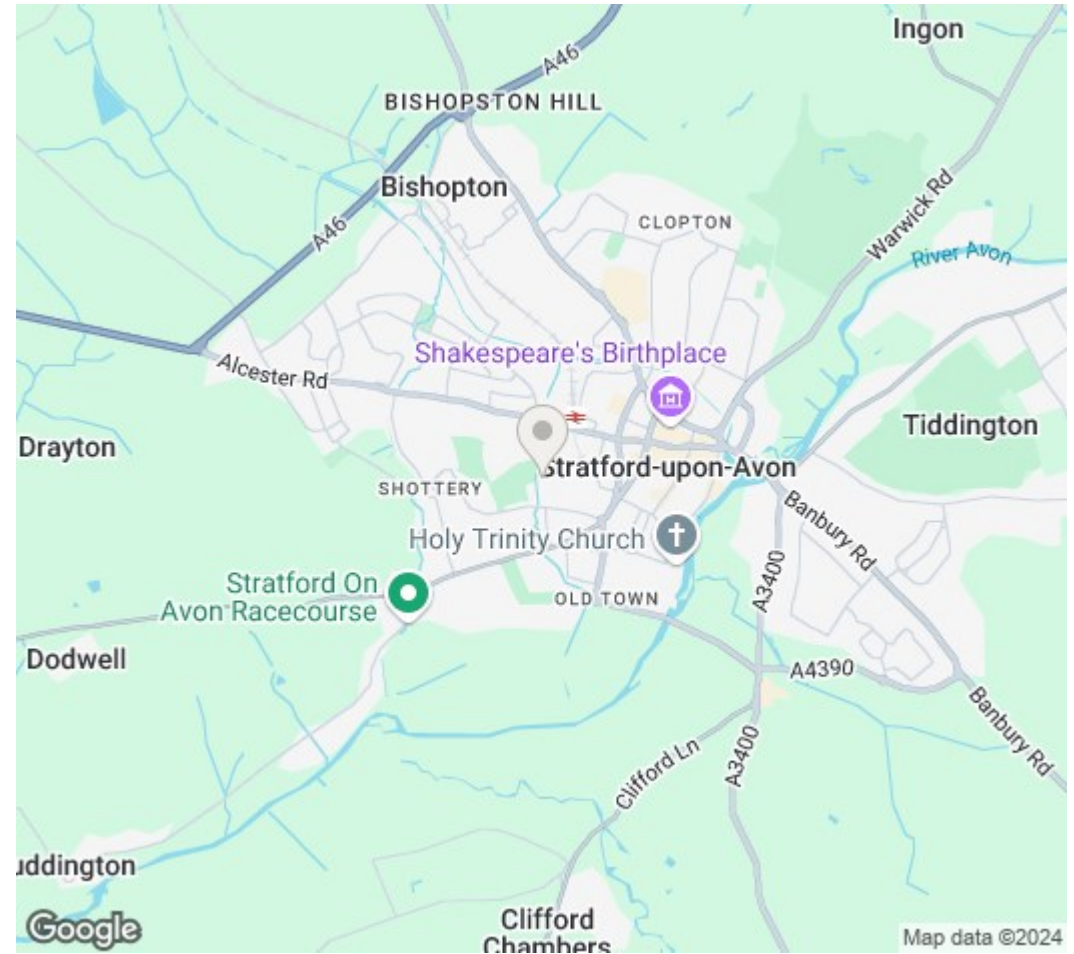 Ingon
A46
BISHOPSTON HILL
Bishopton
CLOPTON
Warwick Rd
A46
River Avon
Shakespeare's Birthplace
Alcester Rd
Tiddington
Drayton
Stratford-upon-Avon
SHOTTERY
Banbury Rd
Holy Trinity Church
Stratford On
Avon Racecourse
A3400
OLD TOWN
Dodwell
A4390
Banbury Rd
A3400
Clifford Ln
uddington
Clifford
Chambers
Google
Map data ©2024